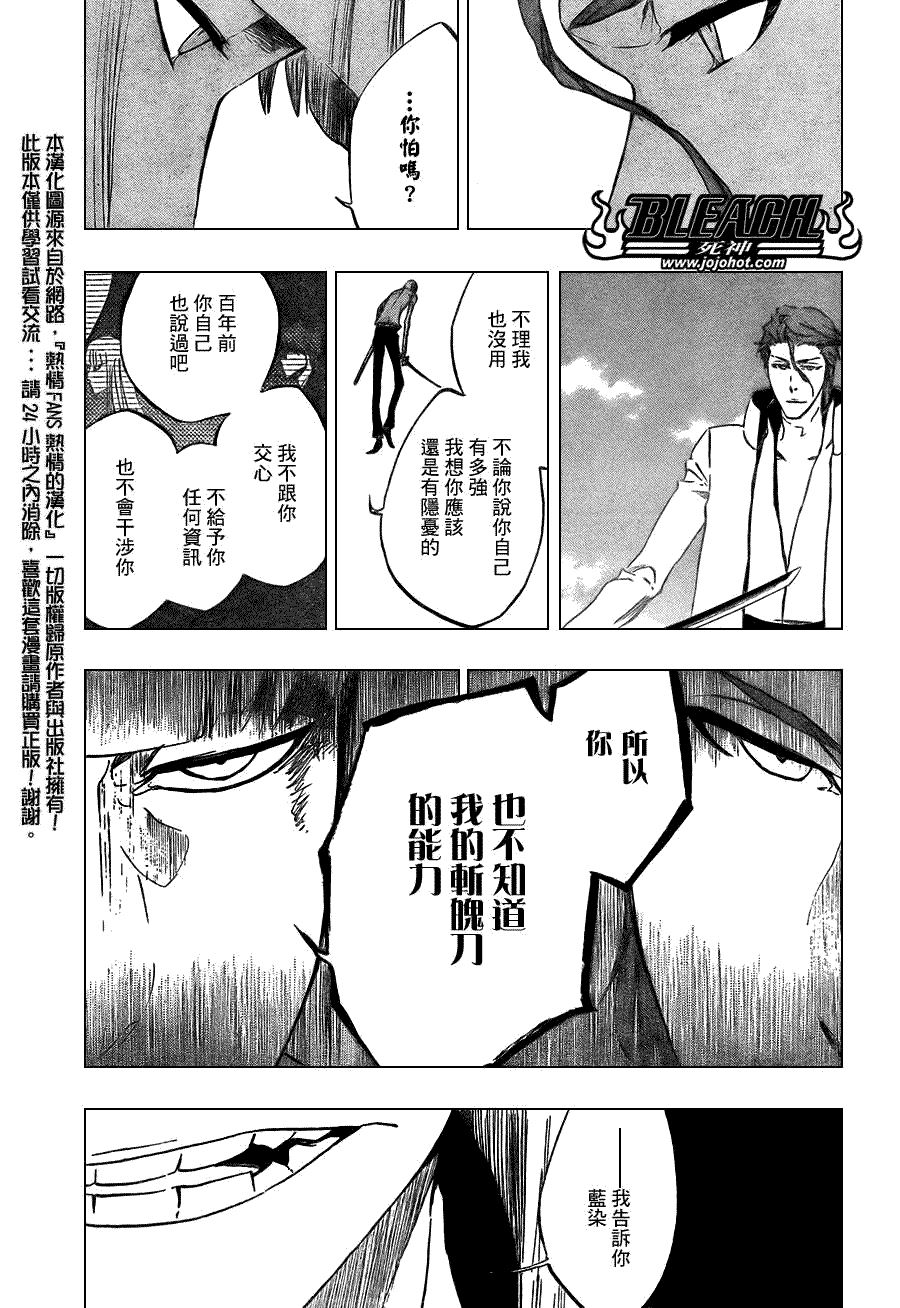 本漢化圖源來自於網路，『熱情FANS熱情的漢化』一切版權歸原作者與出版社擁有！
此版本僅供學習試看交流…請24小時之內消除，喜歡這套漫畫請購買正版！謝謝。
BLEACH
死神
www.jojohot.com
…你怕嗎？
不理我
也沒用
不論你說你自己
有多強
我想你應該
還是有隱憂的
百年前
你自己
也說過吧
我不跟你
交心
不給予你
任何資訊
也不會干涉你
所以
你
也不知道
我的斬魄刀
的能力
——我告訴你
藍染